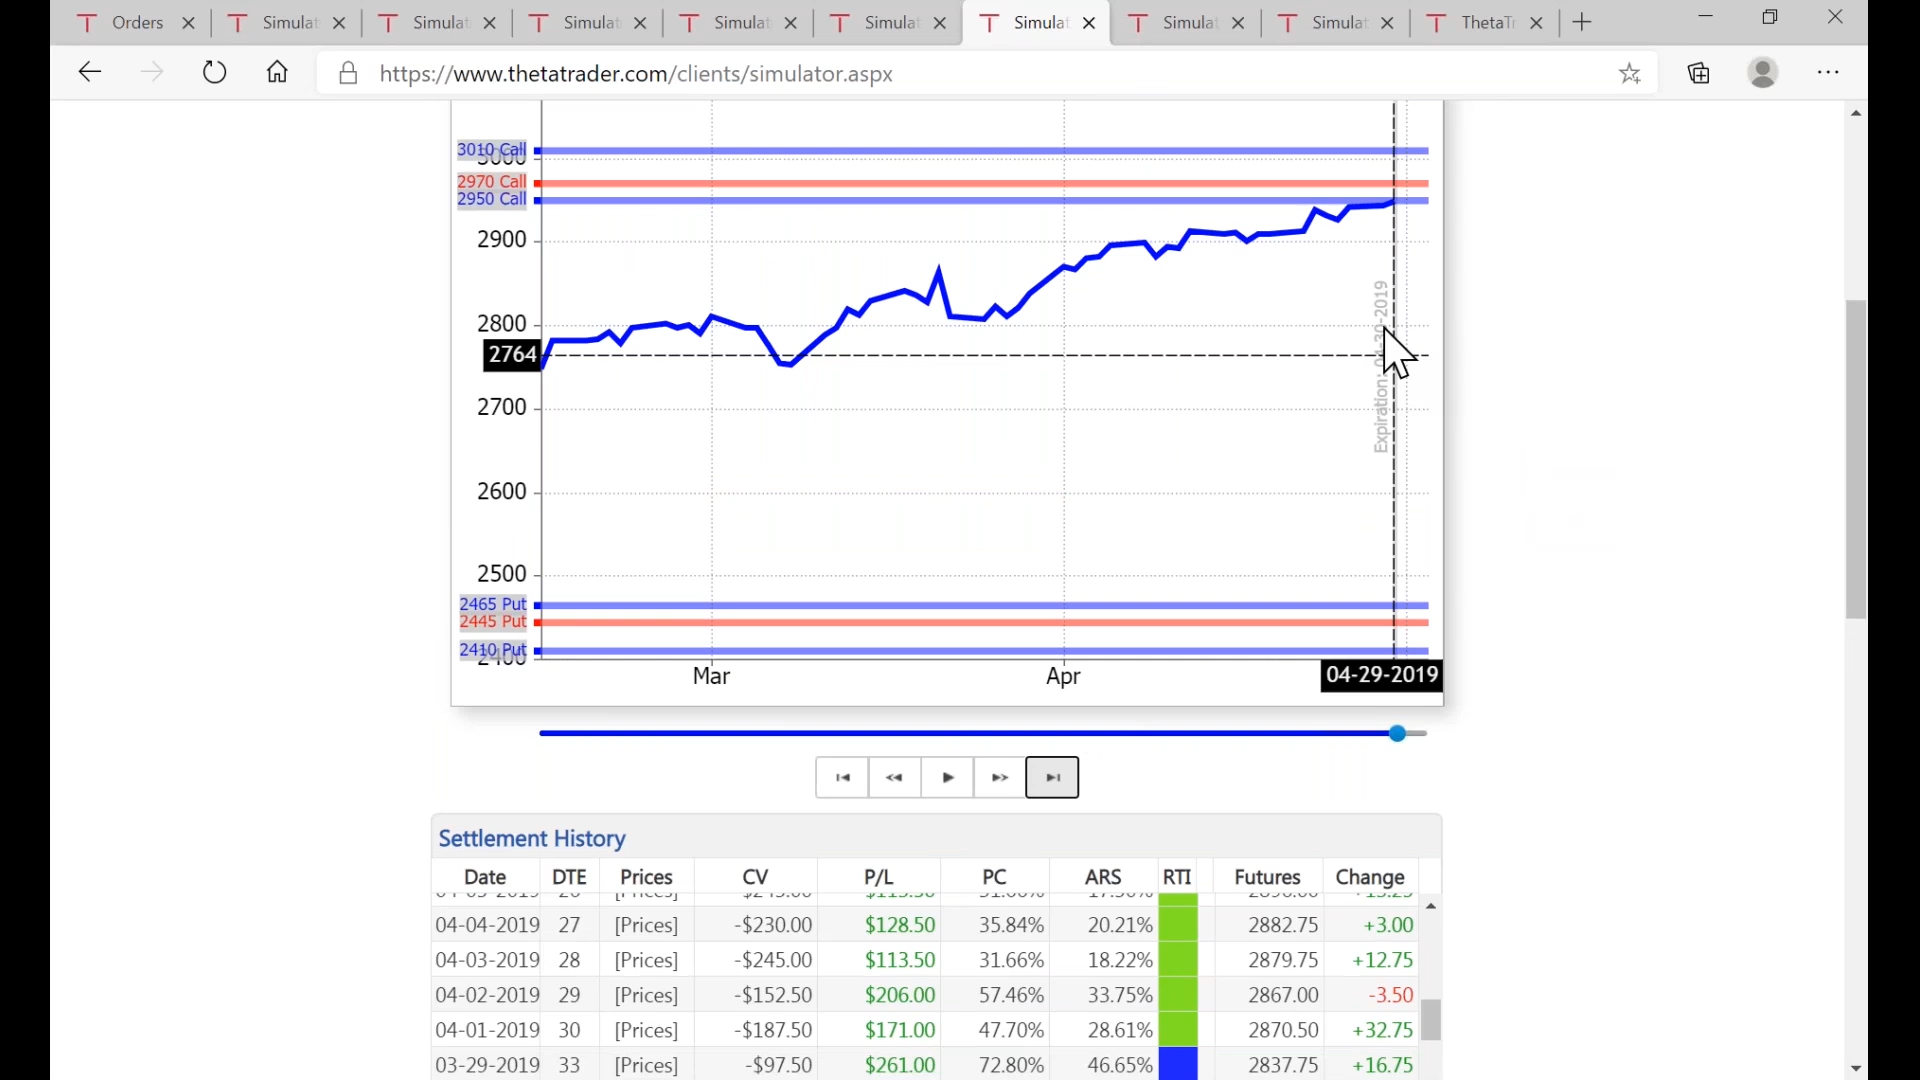 Orders
Simulat
Simulat
Simulat
Simulat
Simulat
Simulat
Simulat
Simulat
ThetaTr
https://www.thetatrader.com/clients/simulator.aspx
3010 Call
3000
2970 Call
2950 Call
2900
2800
2764
2700
2600
2500
2465 Put
2445 Put
2410 Put
2400
Expiration: 04-30-2019
Mar
Apr
04-29-2019
Settlement History
Date DTE Prices CV P/L PC ARS RTI Futures Change
04-04-2019 27 [Prices] -$230.00 $128.50 35.84% 20.21% 2882.75 +3.00
04-03-2019 28 [Prices] -$245.00 $113.50 31.66% 18.22% 2879.75 +12.75
04-02-2019 29 [Prices] -$152.50 $206.00 57.46% 33.75% 2867.00 -3.50
04-01-2019 30 [Prices] -$187.50 $171.00 47.70% 28.61% 2870.50 +32.75
03-29-2019 33 [Prices] -$97.50 $261.00 72.80% 46.65% 2837.75 +16.75